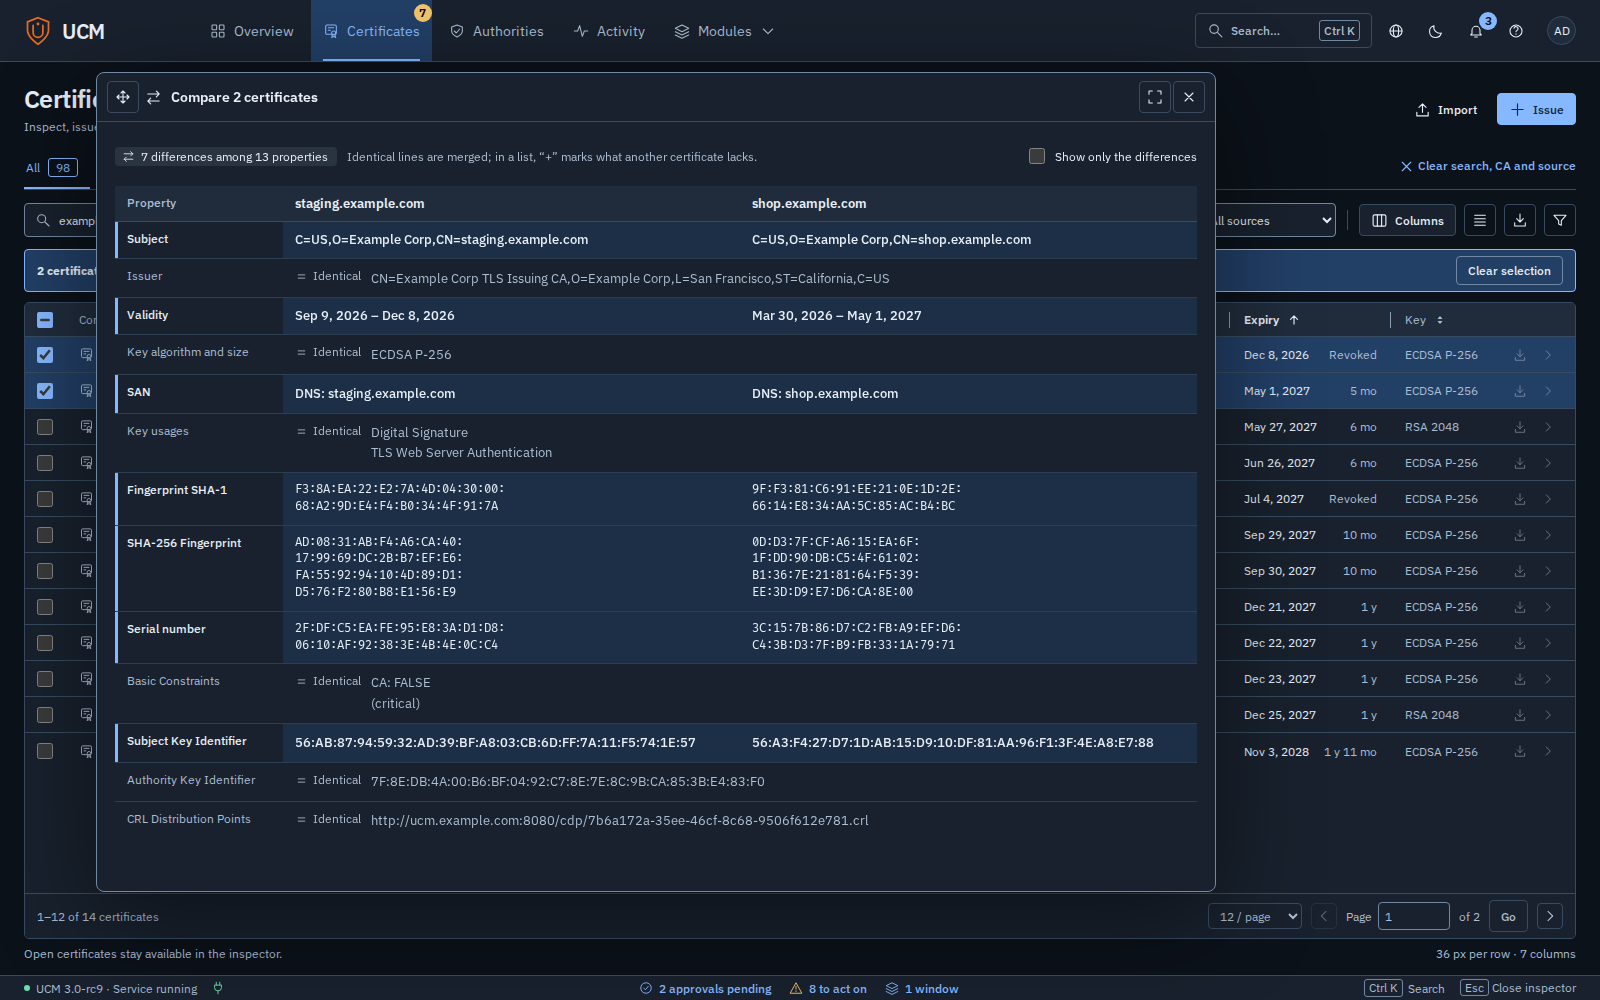 UCM
Overview
Certificates
7
Authorities
Activity
Modules
Search...
Ctrl K
3
AD
Certific
Inspect, issue
Import
Issue
All 98
Clear search, CA and source
examp
ll sources
Columns
2 certificat
Clear selection
Compare 2 certificates
7 differences among 13 properties
Identical lines are merged; in a list, “+” marks what another certificate lacks.
Show only the differences
Property staging.example.com shop.example.com
Subject C=US,O=Example Corp,CN=staging.example.com C=US,O=Example Corp,CN=shop.example.com
Issuer = Identical CN=Example Corp TLS Issuing CA,O=Example Corp,L=San Francisco,ST=California,C=US
Validity Sep 9, 2026 – Dec 8, 2026 Mar 30, 2026 – May 1, 2027
Key algorithm and size = Identical ECDSA P-256
SAN DNS: staging.example.com DNS: shop.example.com
Key usages = Identical Digital Signature
TLS Web Server Authentication
Fingerprint SHA-1 F3:8A:EA:22:E2:7A:4D:04:30:00: 9F:F3:81:C6:91:EE:21:0E:1D:2E:
68:A2:9D:E4:F4:B0:34:4F:91:7A 66:14:E8:34:AA:5C:85:AC:B4:BC
SHA-256 Fingerprint AD:08:31:AB:F4:A6:CA:40: 0D:D3:7F:CF:A6:15:EA:6F:
17:99:69:DC:2B:B7:EF:E6: 1F:DD:90:DB:C5:4F:61:02:
FA:55:92:94:10:4D:89:D1: B1:36:7E:21:81:64:F5:39:
D5:76:F2:80:B8:E1:56:E9 EE:3D:D9:E7:D6:CA:8E:00
Serial number 2F:DF:C5:EA:FE:95:E8:3A:D1:D8: 3C:15:7B:86:D7:C2:FB:A9:EF:D6:
06:10:AF:92:38:3E:4B:4E:0C:C4 C4:3B:D3:7F:B9:FB:33:1A:79:71
Basic Constraints = Identical CA: FALSE
(critical)
Subject Key Identifier 56:AB:87:94:59:32:AD:39:BF:A8:03:CB:6D:FF:7A:11:F5:74:1E:57 56:A3:F4:27:D7:1D:AB:15:D9:10:DF:81:AA:96:F1:3F:4E:A8:E7:88
Authority Key Identifier = Identical 7F:8E:DB:4A:00:B6:BF:04:92:C7:8E:7E:8C:9B:CA:85:3B:E4:83:F0
CRL Distribution Points = Identical http://ucm.example.com:8080/cdp/7b6a172a-35ee-46cf-8c68-9506f612e781.crl
Cor
Expiry Key
Dec 8, 2026 Revoked ECDSA P-256
May 1, 2027 5 mo ECDSA P-256
May 27, 2027 6 mo RSA 2048
Jun 26, 2027 6 mo ECDSA P-256
Jul 4, 2027 Revoked ECDSA P-256
Sep 29, 2027 10 mo ECDSA P-256
Sep 30, 2027 10 mo ECDSA P-256
Dec 21, 2027 1 y ECDSA P-256
Dec 22, 2027 1 y ECDSA P-256
Dec 23, 2027 1 y ECDSA P-256
Dec 25, 2027 1 y RSA 2048
Nov 3, 2028 1 y 11 mo ECDSA P-256
1–12 of 14 certificates
12 / page
Page 1 of 2 Go
Open certificates stay available in the inspector.
36 px per row · 7 columns
UCM 3.0-rc9 · Service running
2 approvals pending
8 to act on
1 window
Ctrl K Search
Esc Close inspector